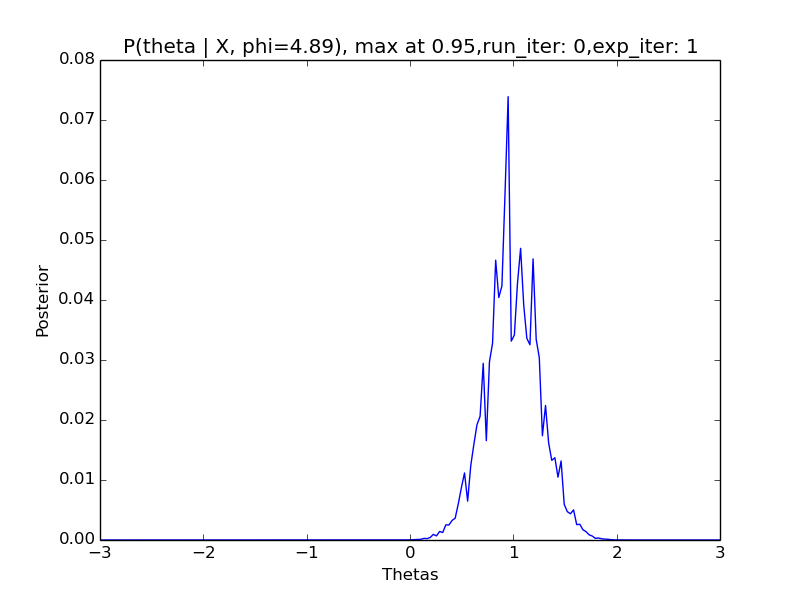 P(theta | X, phi=4.89), max at 0.95,run_iter: 0,exp_iter: 1
0.08
0.07
0.06
0.05
0.04
0.03
0.02
0.01
0.00
Posterior
−3 −2 −1 0 1 2 3
Thetas